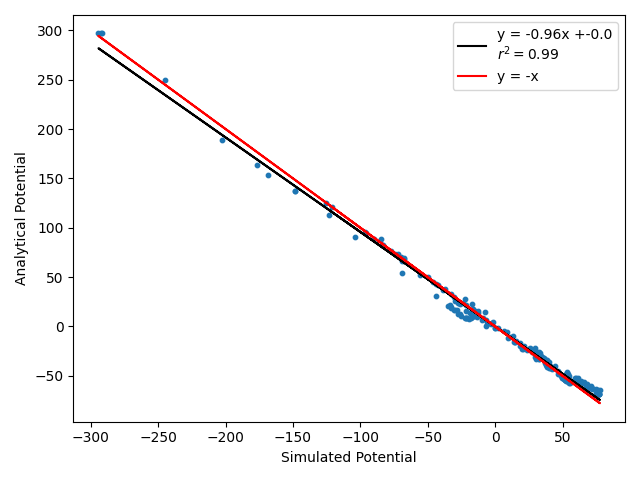 y = -0.96x +-0.0
r² = 0.99
y = -x
300
250
200
150
100
50
0
−50
Analytical Potential
−300 −250 −200 −150 −100 −50 0 50
Simulated Potential